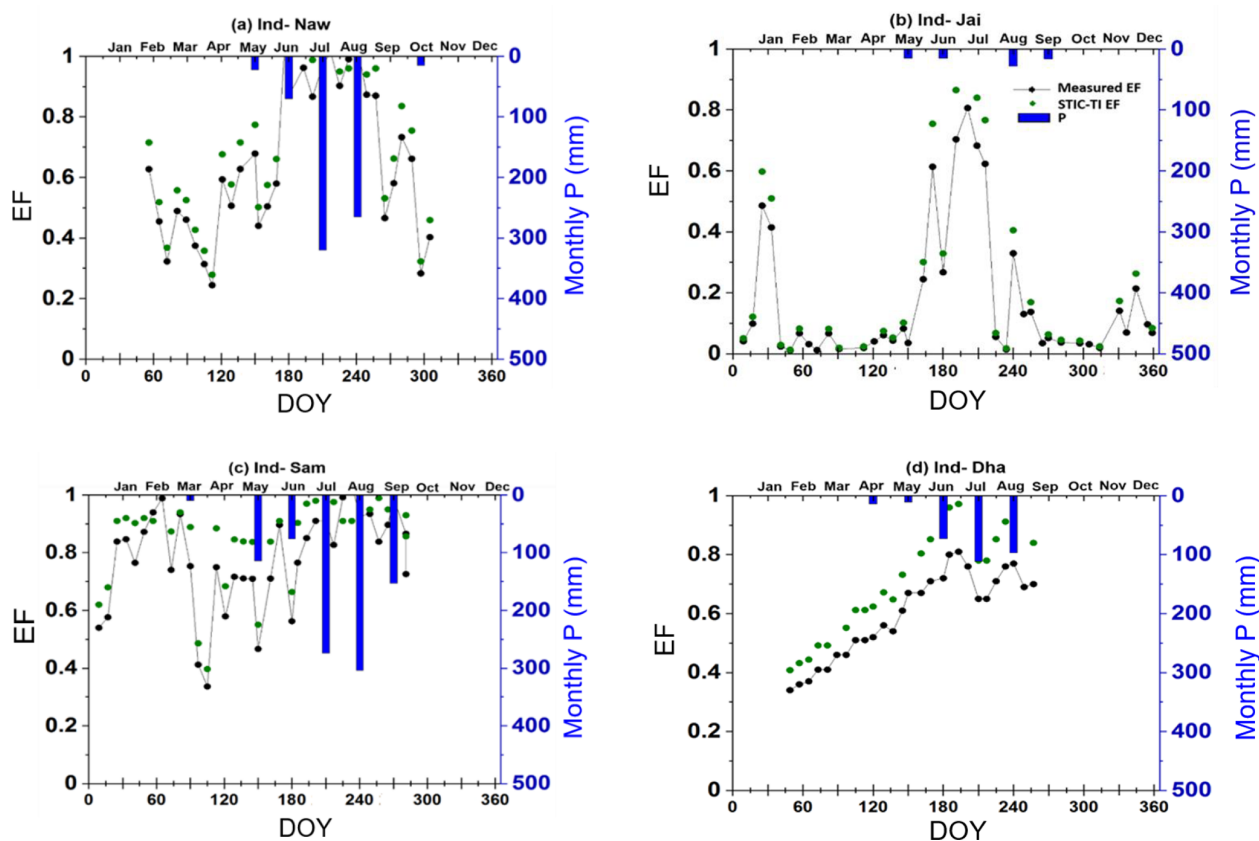 (a) Ind- Naw
Jan Feb Mar Apr May Jun Jul Aug Sep Oct Nov Dec
1
0.8
0.6
0.4
0.2
0
EF
0
100
200
300
400
500
Monthly P (mm)
0 60 120 180 240 300 360
DOY
(b) Ind- Jai
Jan Feb Mar Apr May Jun Jul Aug Sep Oct Nov Dec
1
0.8
0.6
0.4
0.2
0
EF
Measured EF
STIC-TI EF
P
0
100
200
300
400
500
Monthly P (mm)
0 60 120 180 240 300 360
DOY
(c) Ind- Sam
Jan Feb Mar Apr May Jun Jul Aug Sep Oct Nov Dec
1
0.8
0.6
0.4
0.2
0
EF
0
100
200
300
400
500
Monthly P (mm)
0 60 120 180 240 300 360
DOY
(d) Ind- Dha
Jan Feb Mar Apr May Jun Jul Aug Sep Oct Nov Dec
1
0.8
0.6
0.4
0.2
0
EF
0
100
200
300
400
500
Monthly P (mm)
0 60 120 180 240 300 360
DOY